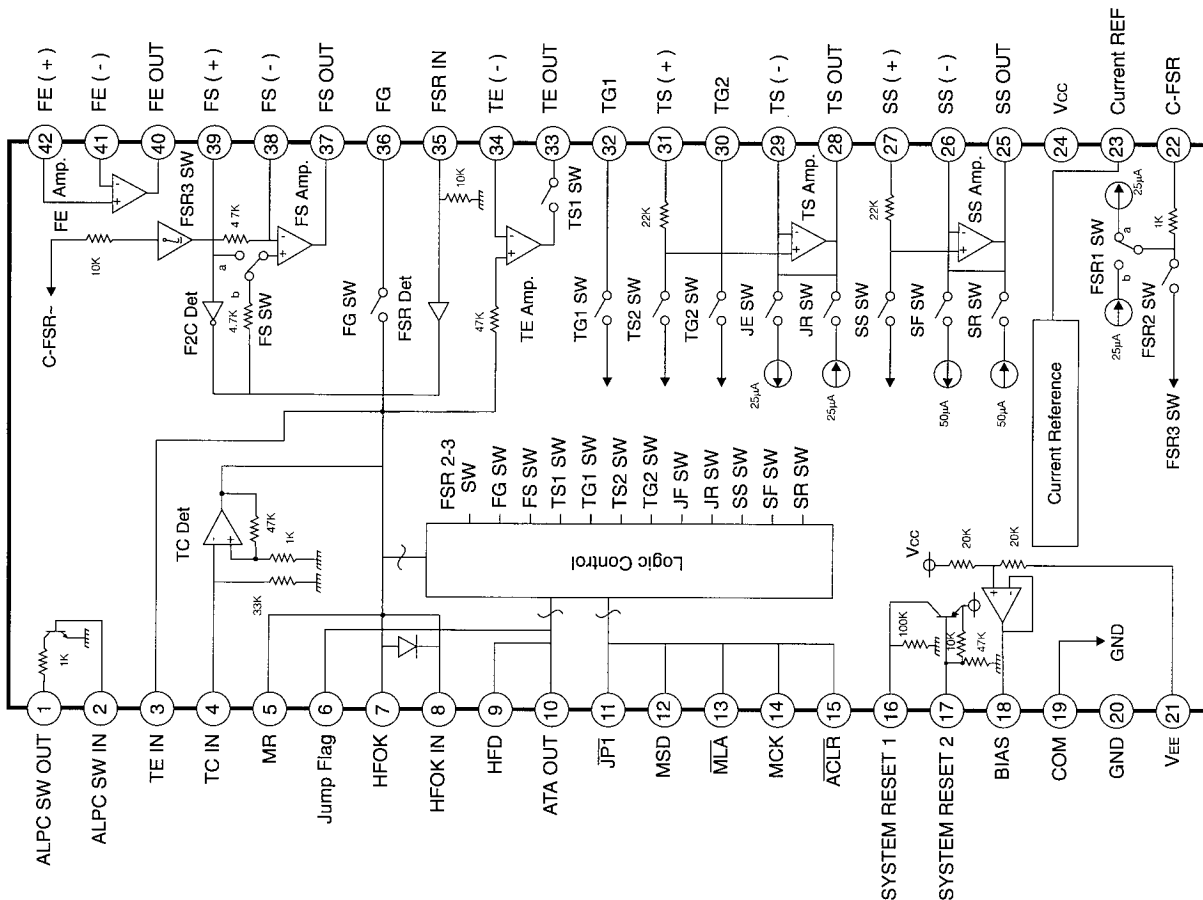 42
41
40
39
38
37
36
35
34
33
32
31
30
29
28
27
26
25
24
23
22
FE (+)
FE (-)
FE OUT
FS (+)
FS (-)
FS OUT
FG
FSR IN
TE (-)
TE OUT
TG1
TS (+)
TG2
TS (-)
TS OUT
SS (+)
SS (-)
SS OUT
Vcc
Current REF
C-FSR
C-FSR~
10K
FE Amp.
FSR3 SW
4.7K
a
b
4.7K
F2C Det
FS SW
FS Amp.
FG SW
FSR Det
10K
47K
TE Amp.
TS1 SW
TG1 SW
22K
TS2 SW
TG2 SW
JE SW
25µA
TS Amp.
JR SW
25µA
22K
SS SW
SF SW
50µA
SS Amp.
SR SW
50µA
Current Reference
25µA
a
FSR1 SW
b
25µA
FSR2 SW
1K
FSR3 SW
TC Det
47K
1K
33K
FSR 2-3 SW
FG SW
FS SW
TS1 SW
TG1 SW
TS2 SW
TG2 SW
JF SW
JR SW
SS SW
SF SW
SR SW
Logic Control
1K
100K
10K
47K
Vcc
20K
20K
GND
1
2
3
4
5
6
7
8
9
10
11
12
13
14
15
16
17
18
19
20
21
ALPC SW OUT
ALPC SW IN
TE IN
TC IN
MR
Jump Flag
HFOK
HFOK IN
HFD
ATA OUT
JP1
MSD
MLA
MCK
ACLR
SYSTEM RESET 1
SYSTEM RESET 2
BIAS
COM
GND
VEE